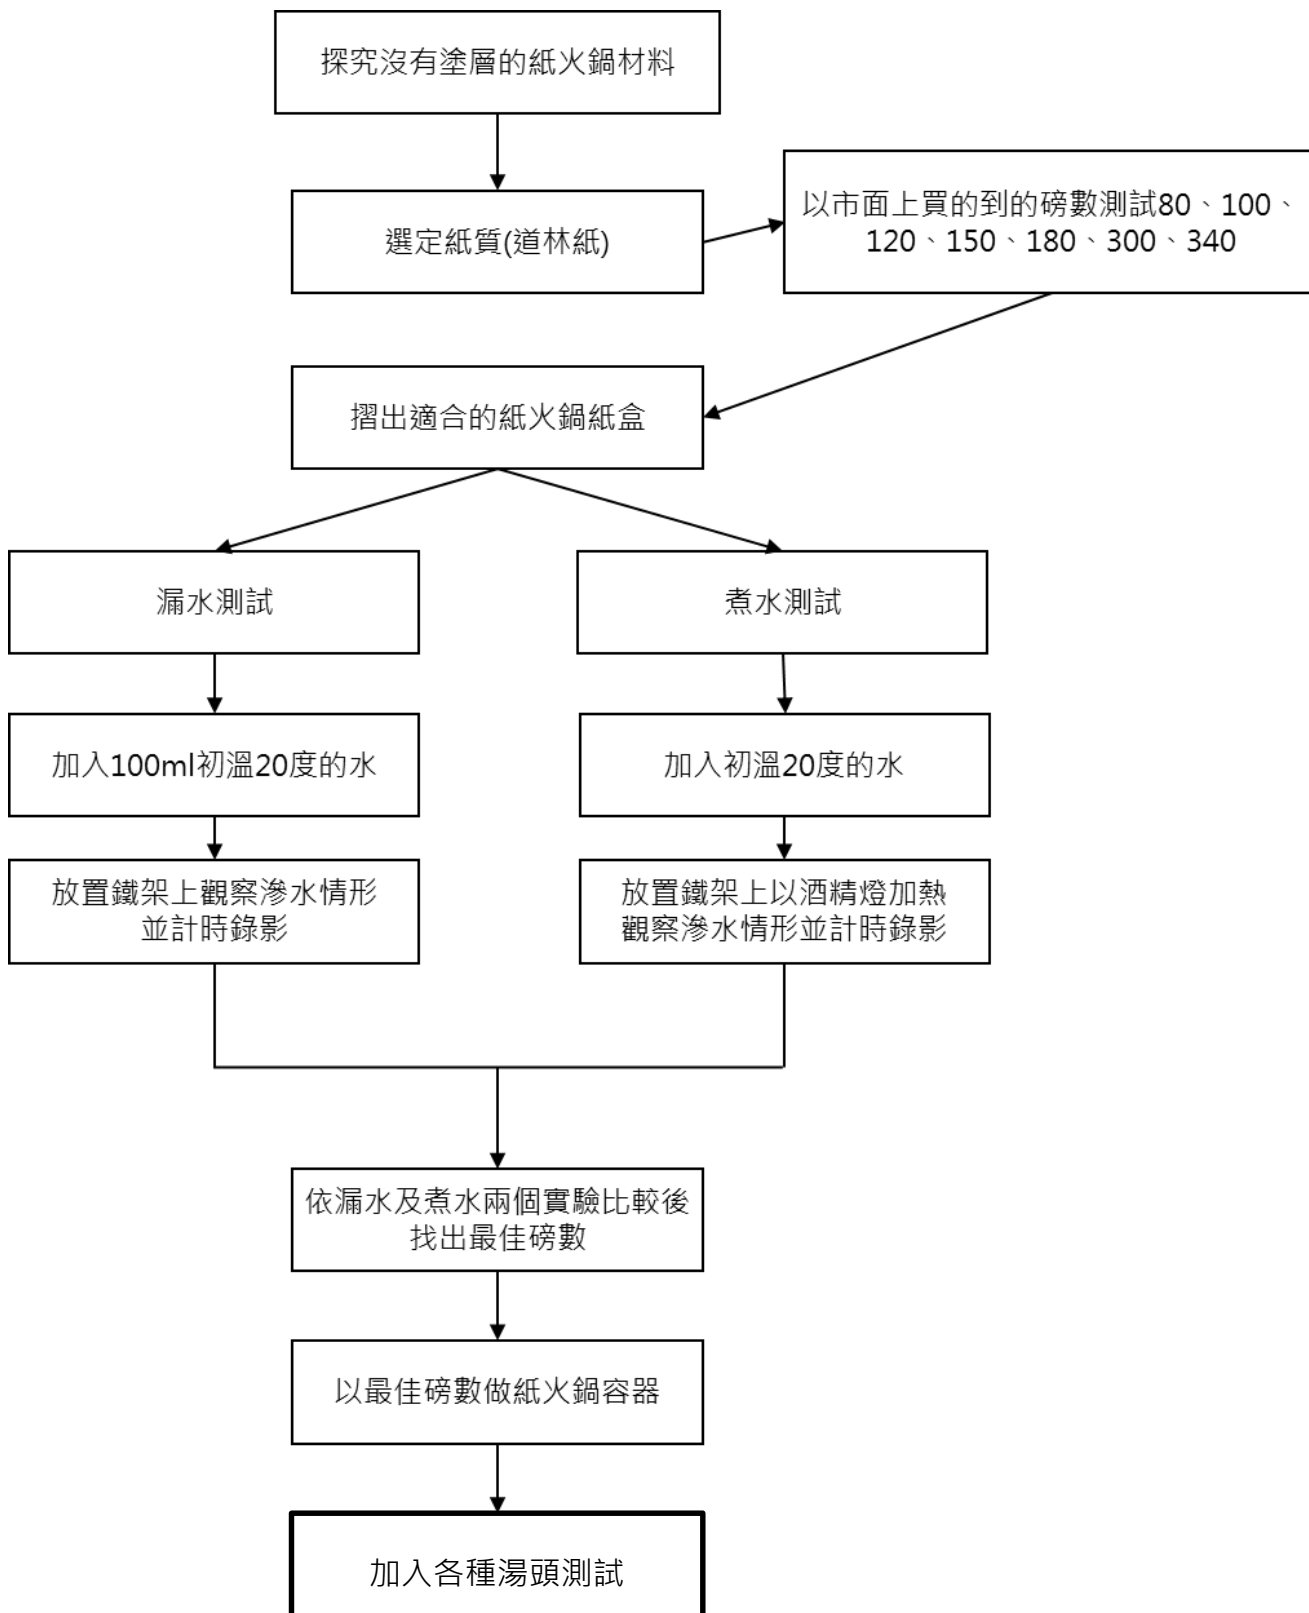 探究沒有塗層的紙火鍋材料
選定紙質(道林紙)
以市面上買的到的磅數測試80、100、
120、150、180、300、340
摺出適合的紙火鍋紙盒
漏水測試
煮水測試
加入100ml初溫20度的水
加入初溫20度的水
放置鐵架上觀察滲水情形
並計時錄影
放置鐵架上以酒精燈加熱
觀察滲水情形並計時錄影
依漏水及煮水兩個實驗比較後
找出最佳磅數
以最佳磅數做紙火鍋容器
加入各種湯頭測試